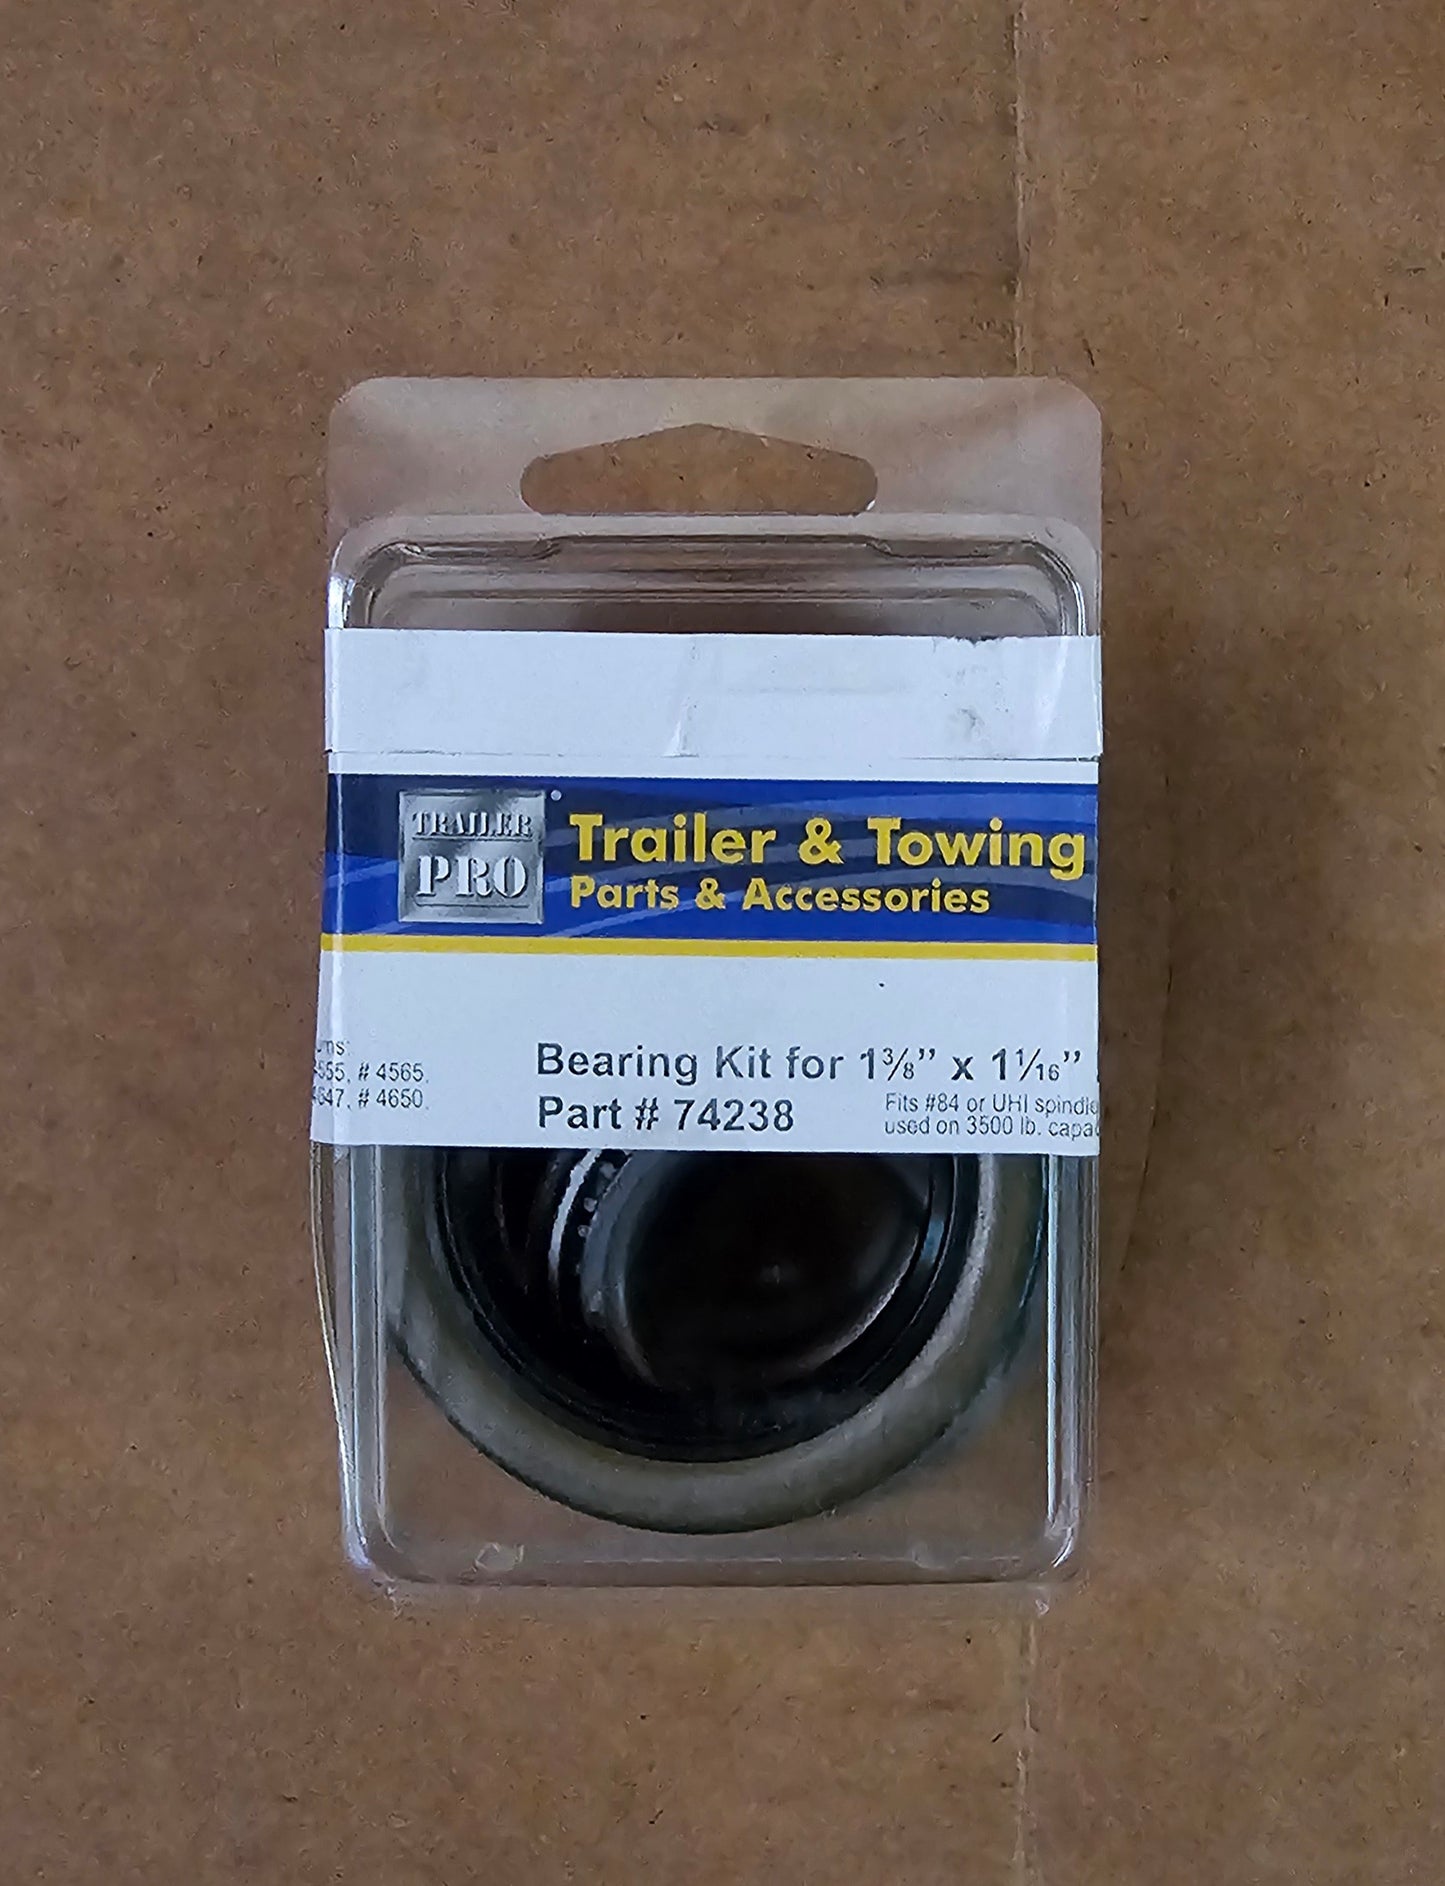 TRAILER
PRO
Trailer & Towing
Parts & Accessories
# 4565,
# 4650,
Bearing Kit for 1⅜” x 1¹⁄₁₆”
Part # 74238
Fits #84 or UHI spindle
used on 3500 lb.